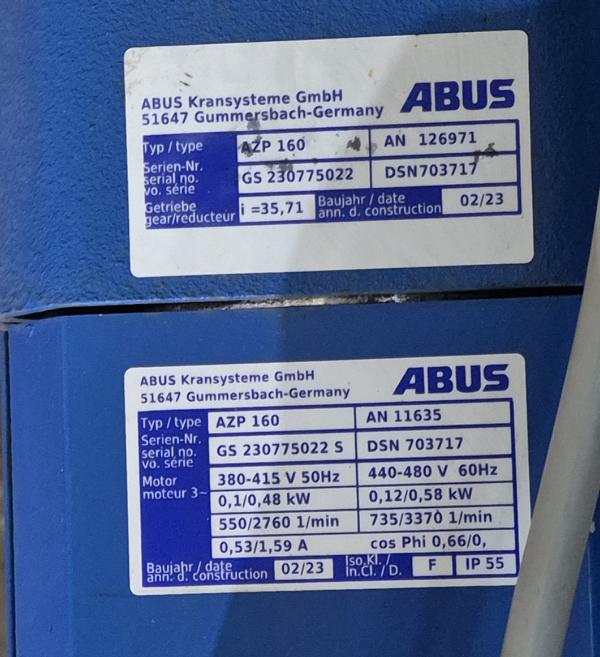 ABUS Kransysteme GmbH
51647 Gummersbach-Germany
ABUS
Typ / type AZP 160 AN 126971
Serien-Nr.
serial no. GS 230775022 DSN703717
vo. série
Getriebe
gear/reducteur i =35,71 Baujahr / date
ann. d. construction 02/23
ABUS Kransysteme GmbH
51647 Gummersbach-Germany
ABUS
Typ / type AZP 160 AN 11635
Serien-Nr.
serial no. GS 230775022 S DSN 703717
vo. série
Motor 380-415 V 50Hz 440-480 V 60Hz
moteur 3~ 0,1/0,48 kW 0,12/0,58 kW
550/2760 1/min 735/3370 1/min
0,53/1,59 A cos Phi 0,66/0,
Baujahr / date
ann. d. construction 02/23 Iso.Kl. /
In.Cl. / D. F IP 55